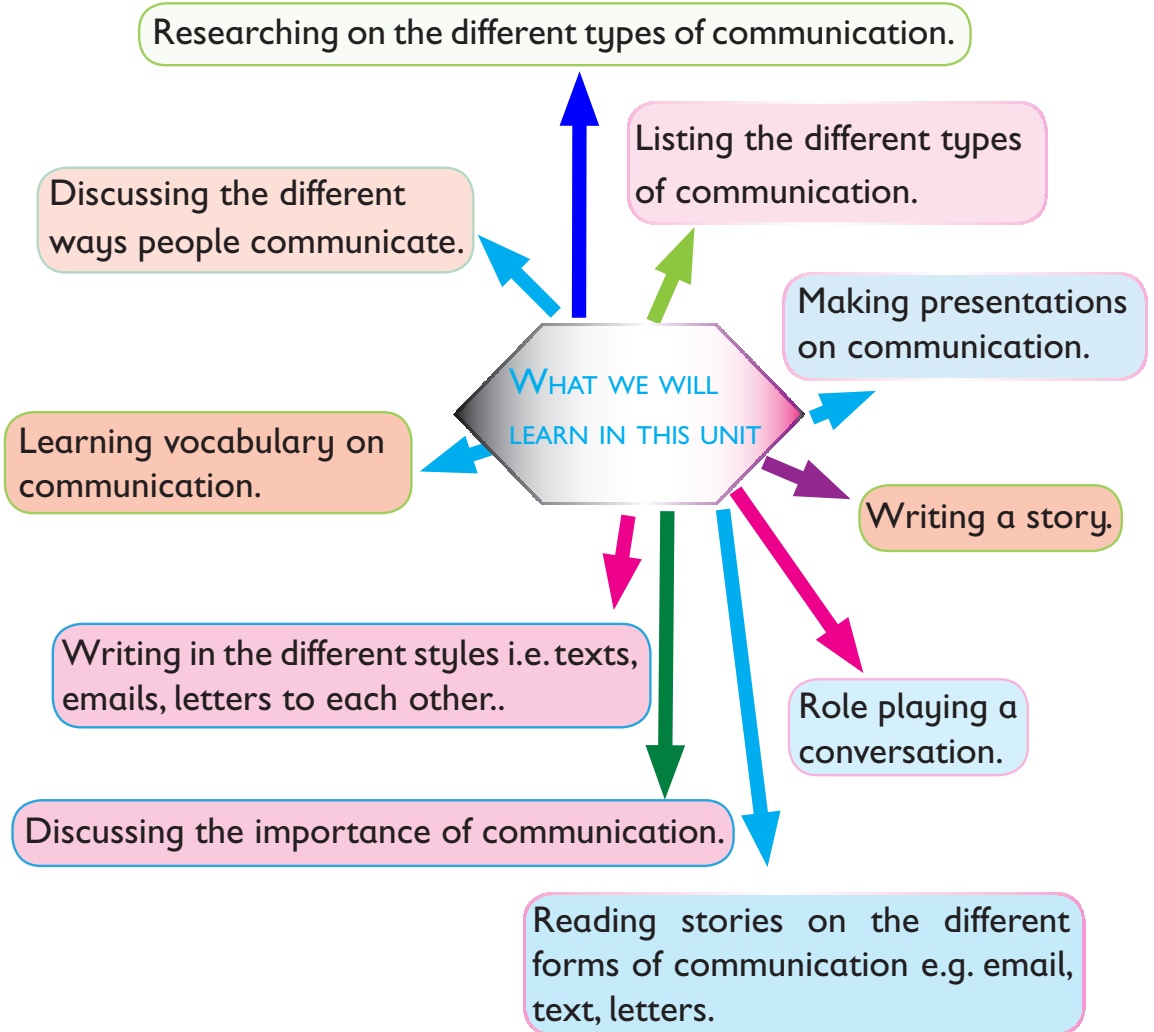 Researching on the different types of communication.
Listing the different types
of communication.
Discussing the different
ways people communicate.
Making presentations
on communication.
WHAT WE WILL
LEARN IN THIS UNIT
Learning vocabulary on
communication.
Writing a story.
Writing in the different styles i.e. texts,
emails, letters to each other..
Role playing a
conversation.
Discussing the importance of communication.
Reading stories on the different
forms of communication e.g. email,
text, letters.